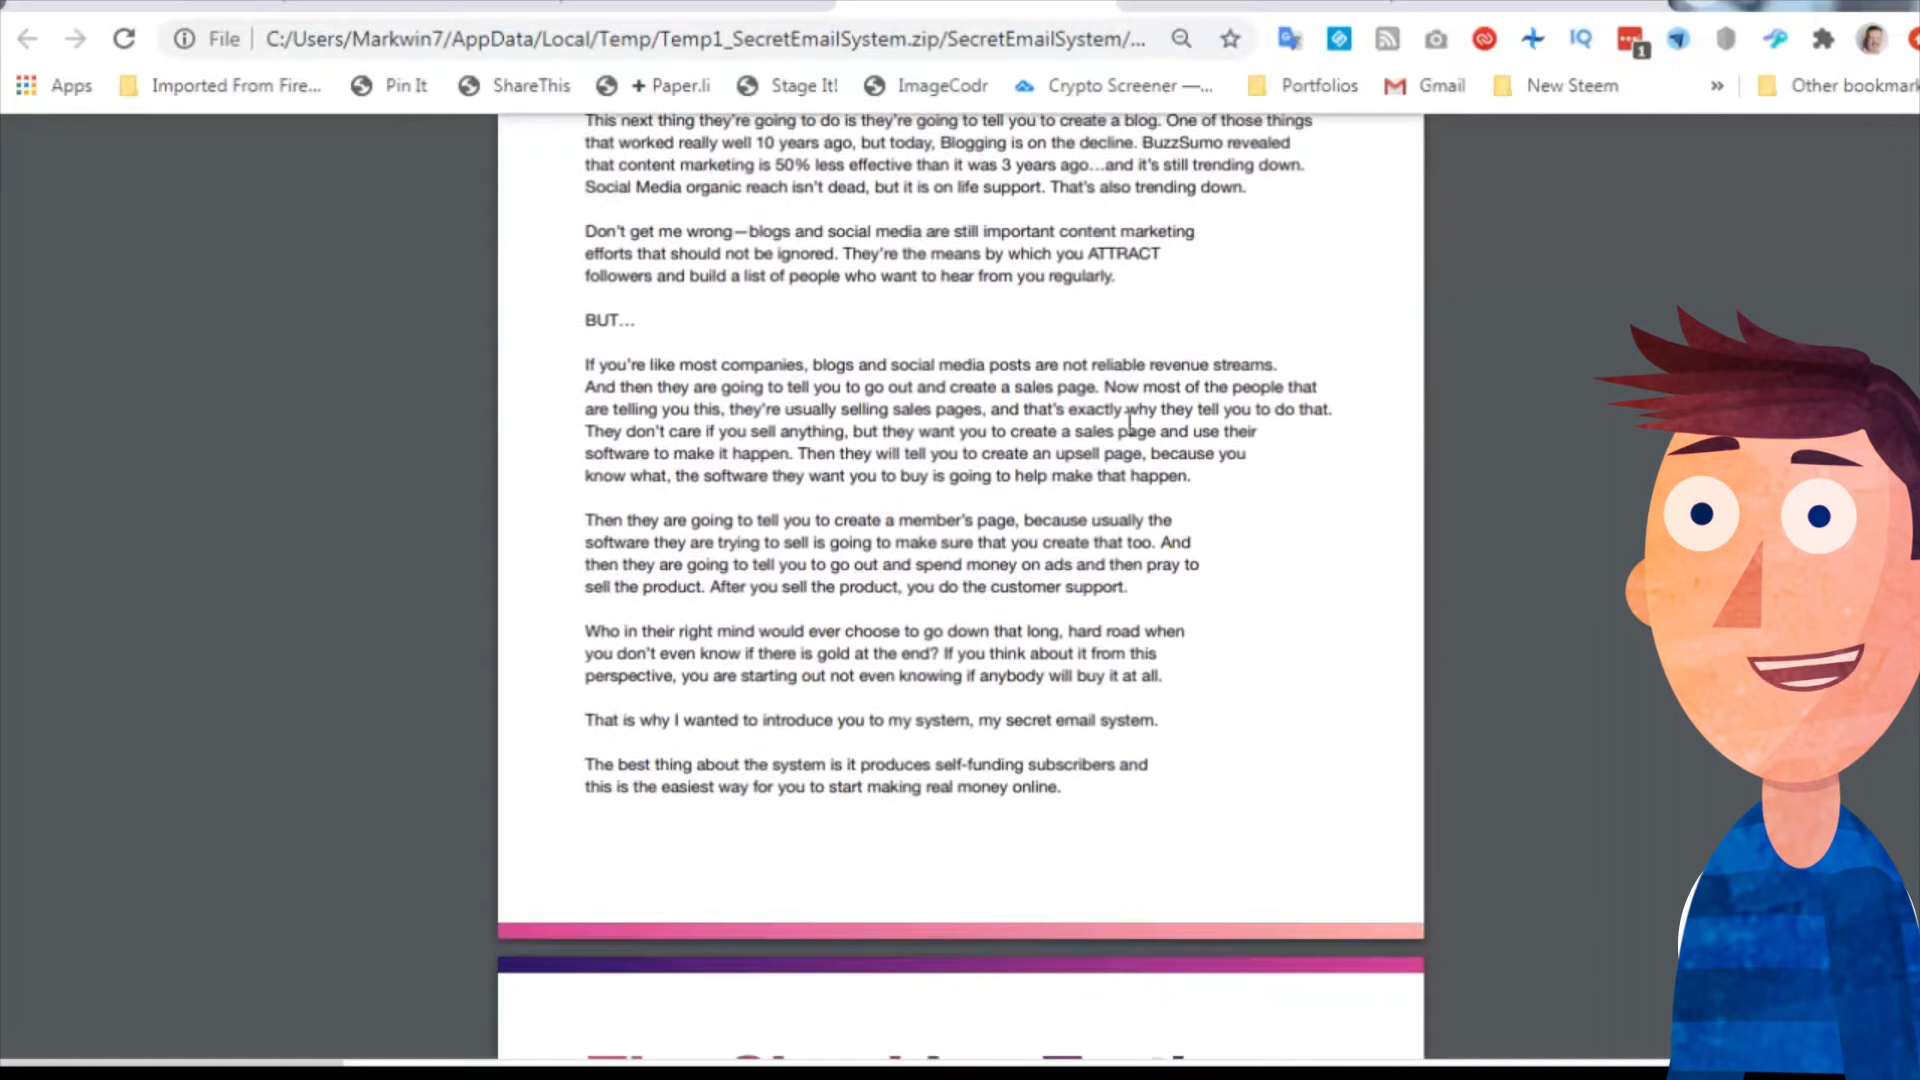 File
C:/Users/Markwin7/AppData/Local/Temp/Temp1_SecretEmailSystem.zip/SecretEmailSystem/...
1
Apps
Imported From Fire...
Pin It
ShareThis
+ Paper.li
Stage It!
ImageCodr
Crypto Screener —...
Portfolios
Gmail
New Steem
»
Other bookmark
This next thing they're going to do is they're going to tell you to create a blog. One of those things
that worked really well 10 years ago, but today, Blogging is on the decline. BuzzSumo revealed
that content marketing is 50% less effective than it was 3 years ago...and it's still trending down.
Social Media organic reach isn't dead, but it is on life support. That's also trending down.
Don't get me wrong—blogs and social media are still important content marketing
efforts that should not be ignored. They're the means by which you ATTRACT
followers and build a list of people who want to hear from you regularly.
BUT...
If you're like most companies, blogs and social media posts are not reliable revenue streams.
And then they are going to tell you to go out and create a sales page. Now most of the people that
are telling you this, they're usually selling sales pages, and that's exactly why they tell you to do that.
They don't care if you sell anything, but they want you to create a sales page and use their
software to make it happen. Then they will tell you to create an upsell page, because you
know what, the software they want you to buy is going to help make that happen.
Then they are going to tell you to create a member's page, because usually the
software they are trying to sell is going to make sure that you create that too. And
then they are going to tell you to go out and spend money on ads and then pray to
sell the product. After you sell the product, you do the customer support.
Who in their right mind would ever choose to go down that long, hard road when
you don't even know if there is gold at the end? If you think about it from this
perspective, you are starting out not even knowing if anybody will buy it at all.
That is why I wanted to introduce you to my system, my secret email system.
The best thing about the system is it produces self-funding subscribers and
this is the easiest way for you to start making real money online.